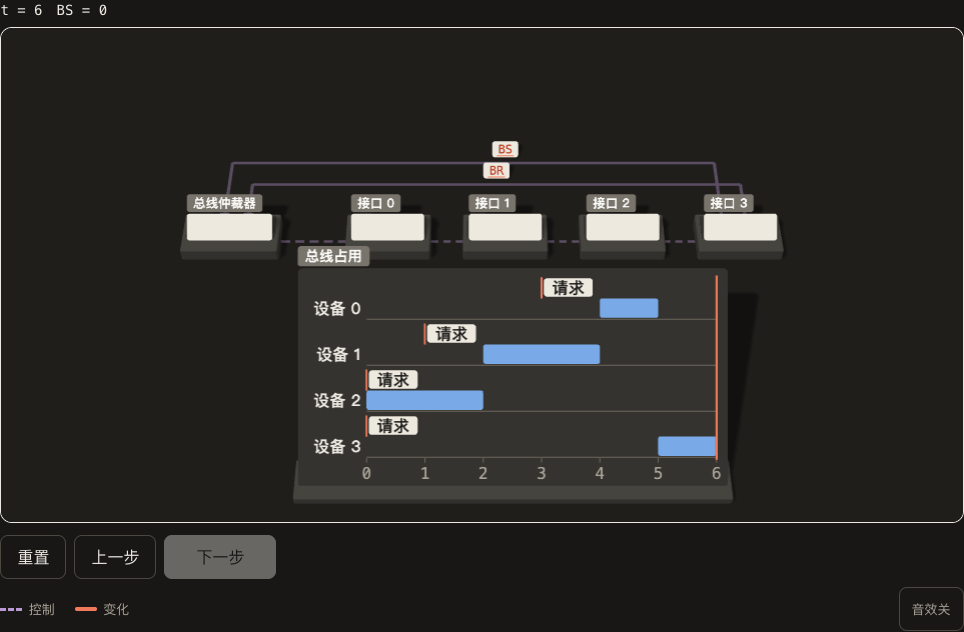 t = 6 BS = 0
BS
BR
总线仲裁器
接口 0
接口 1
接口 2
接口 3
总线占用
请求
设备 0
请求
设备 1
请求
设备 2
请求
设备 3
0 1 2 3 4 5 6
重置
上一步
下一步
控制
变化
音效关